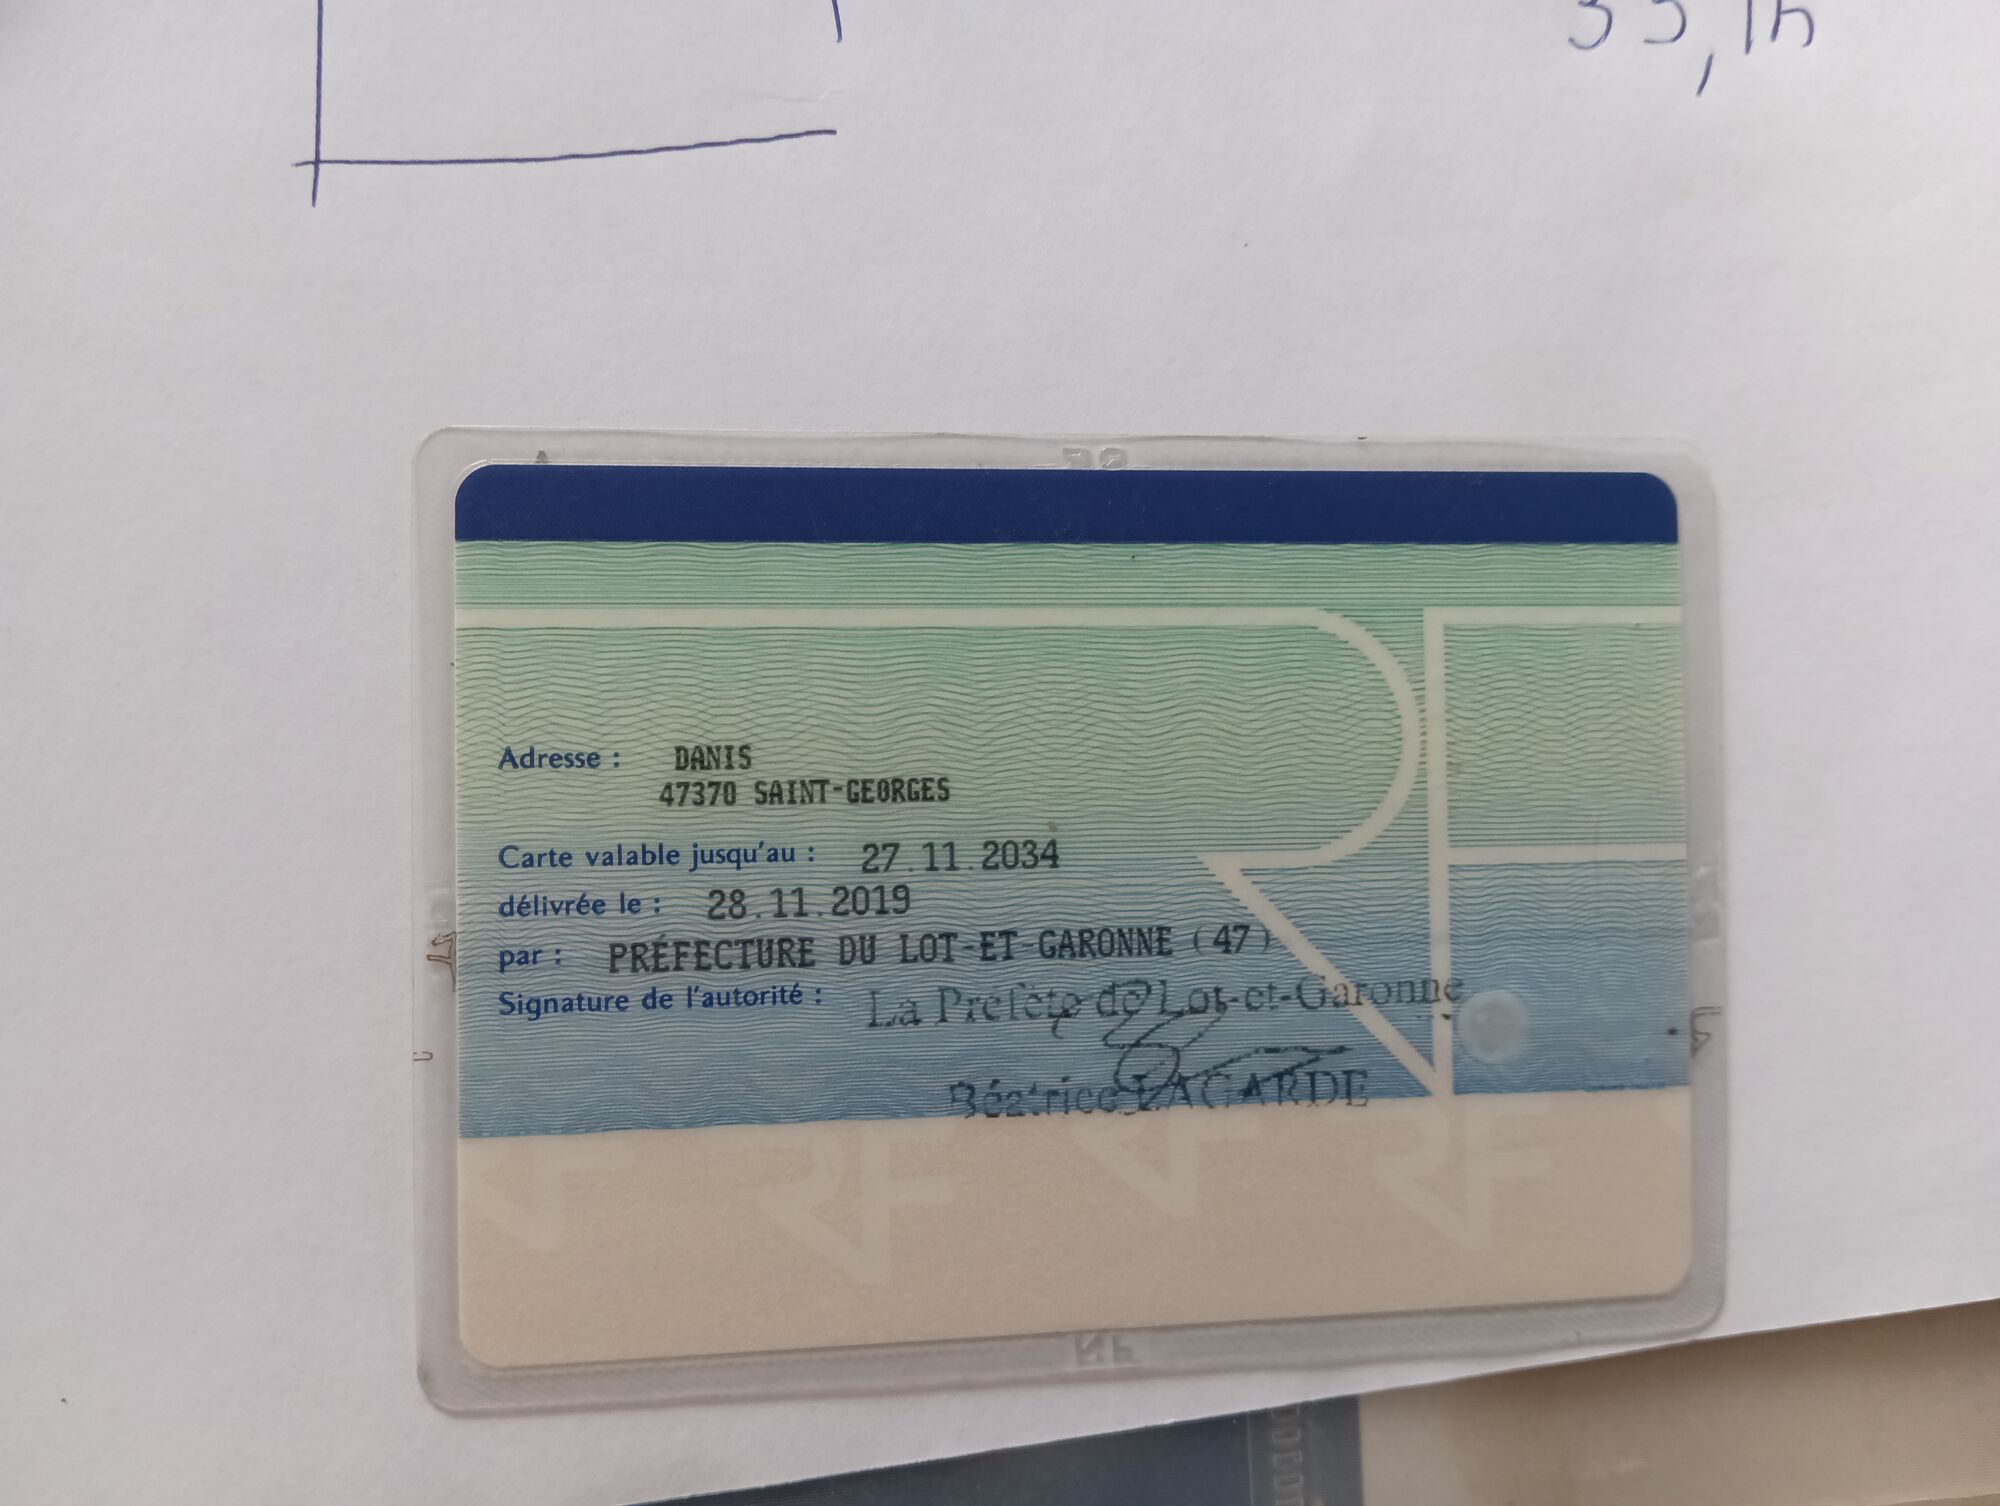 Adresse : DANIS
47370 SAINT-GEORGES
Carte valable jusqu'au : 27.11.2034
délivrée le : 28.11.2019
par : PRÉFECTURE DU LOT-ET-GARONNE (47)
Signature de l'autorité : La Préfète de Lot-et-Garonne
Béatrice LAGARDE
RF